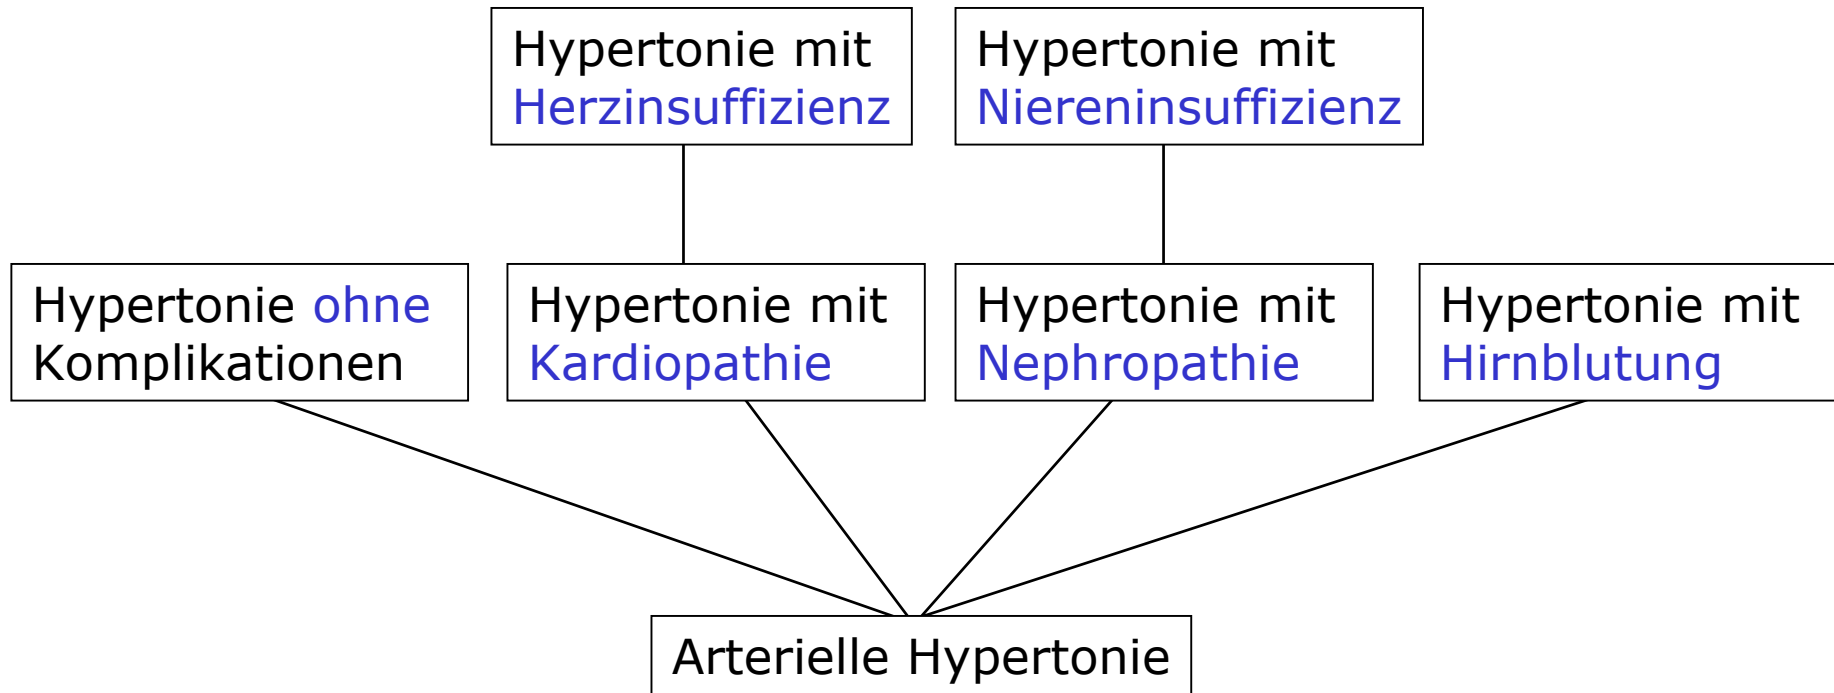 Hypertonie mit
Herzinsuffizienz
Hypertonie mit
Niereninsuffizienz
Hypertonie ohne
Komplikationen
Hypertonie mit
Kardiopathie
Hypertonie mit
Nephropathie
Hypertonie mit
Hirnblutung
Arterielle Hypertonie